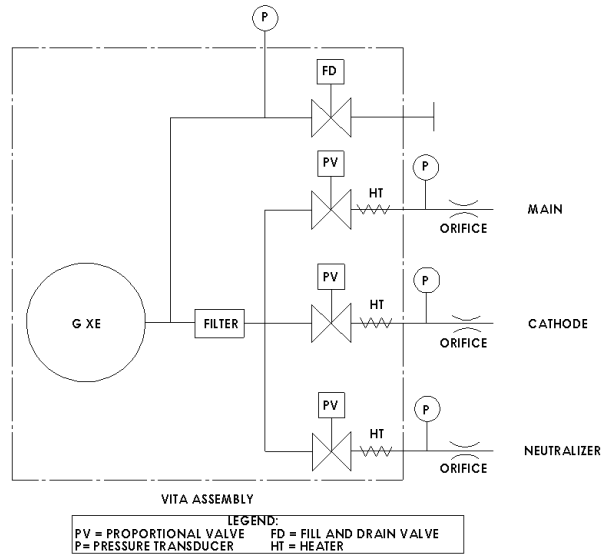 P
FD
PV
HT
P
MAIN
ORIFICE
PV
HT
P
G XE
FILTER
CATHODE
ORIFICE
PV
HT
P
NEUTRALIZER
ORIFICE
VITA ASSEMBLY
LEGEND:
PV = PROPORTIONAL VALVE FD = FILL AND DRAIN VALVE
P= PRESSURE TRANSDUCER HT = HEATER